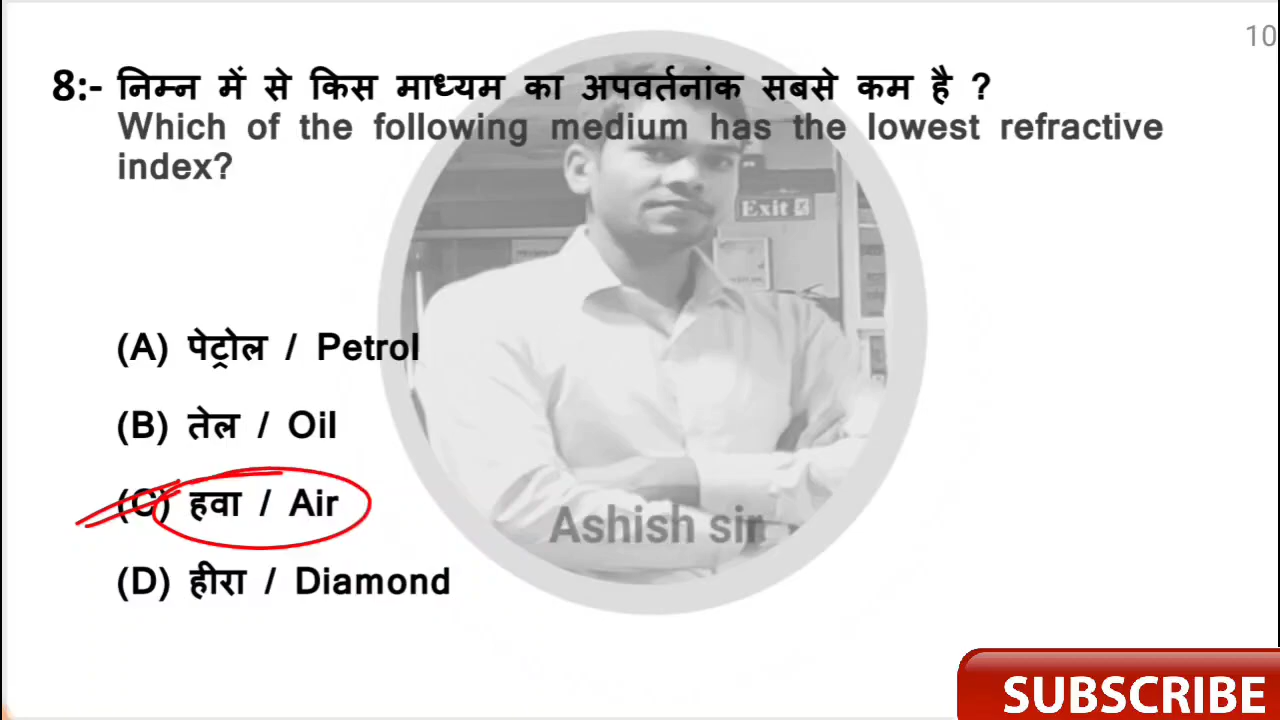 10
8:- निम्न में से किस माध्यम का अपवर्तनांक सबसे कम है ?
Which of the following medium has the lowest refractive
index?
Exit
(A) पेट्रोल / Petrol
(B) तेल / Oil
(C) हवा / Air
Ashish sir
(D) हीरा / Diamond
SUBSCRIBE